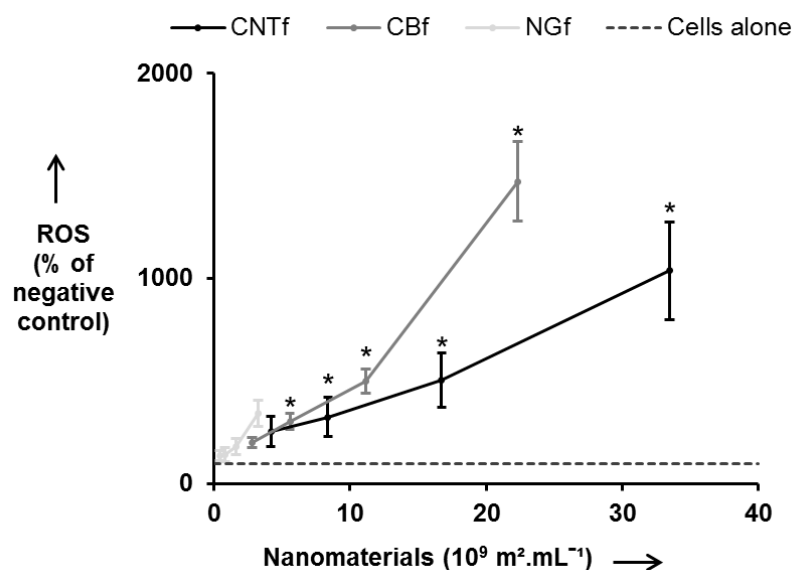 CNTf CBf NGf Cells alone
2000
1000
0
ROS
(% of
negative
control)
*
*
*
*
*
*
0 10 20 30 40
Nanomaterials (10⁹ m².mL⁻¹)